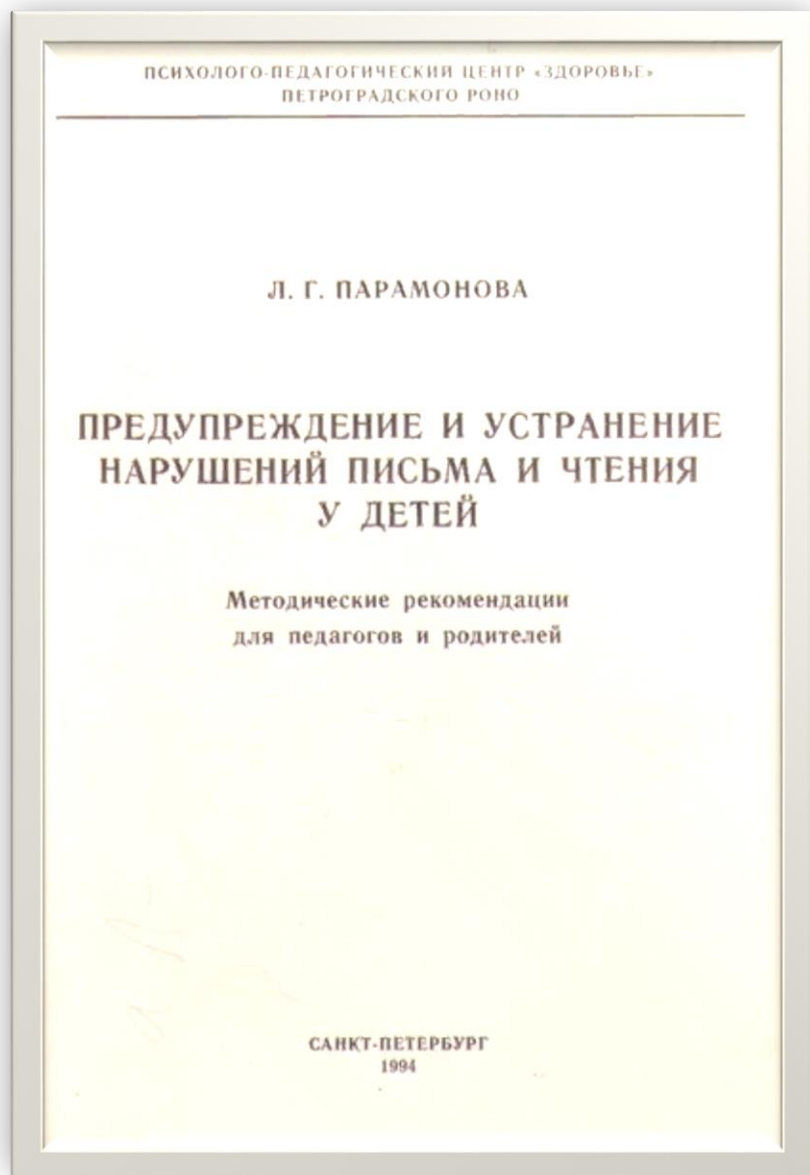 ПСИХОЛОГО-ПЕДАГОГИЧЕСКИЙ ЦЕНТР «ЗДОРОВЬЕ»
ПЕТРОГРАДСКОГО РОНО
Л. Г. ПАРАМОНОВА
ПРЕДУПРЕЖДЕНИЕ И УСТРАНЕНИЕ
НАРУШЕНИЙ ПИСЬМА И ЧТЕНИЯ
У ДЕТЕЙ
Методические рекомендации
для педагогов и родителей
САНКТ-ПЕТЕРБУРГ
1994